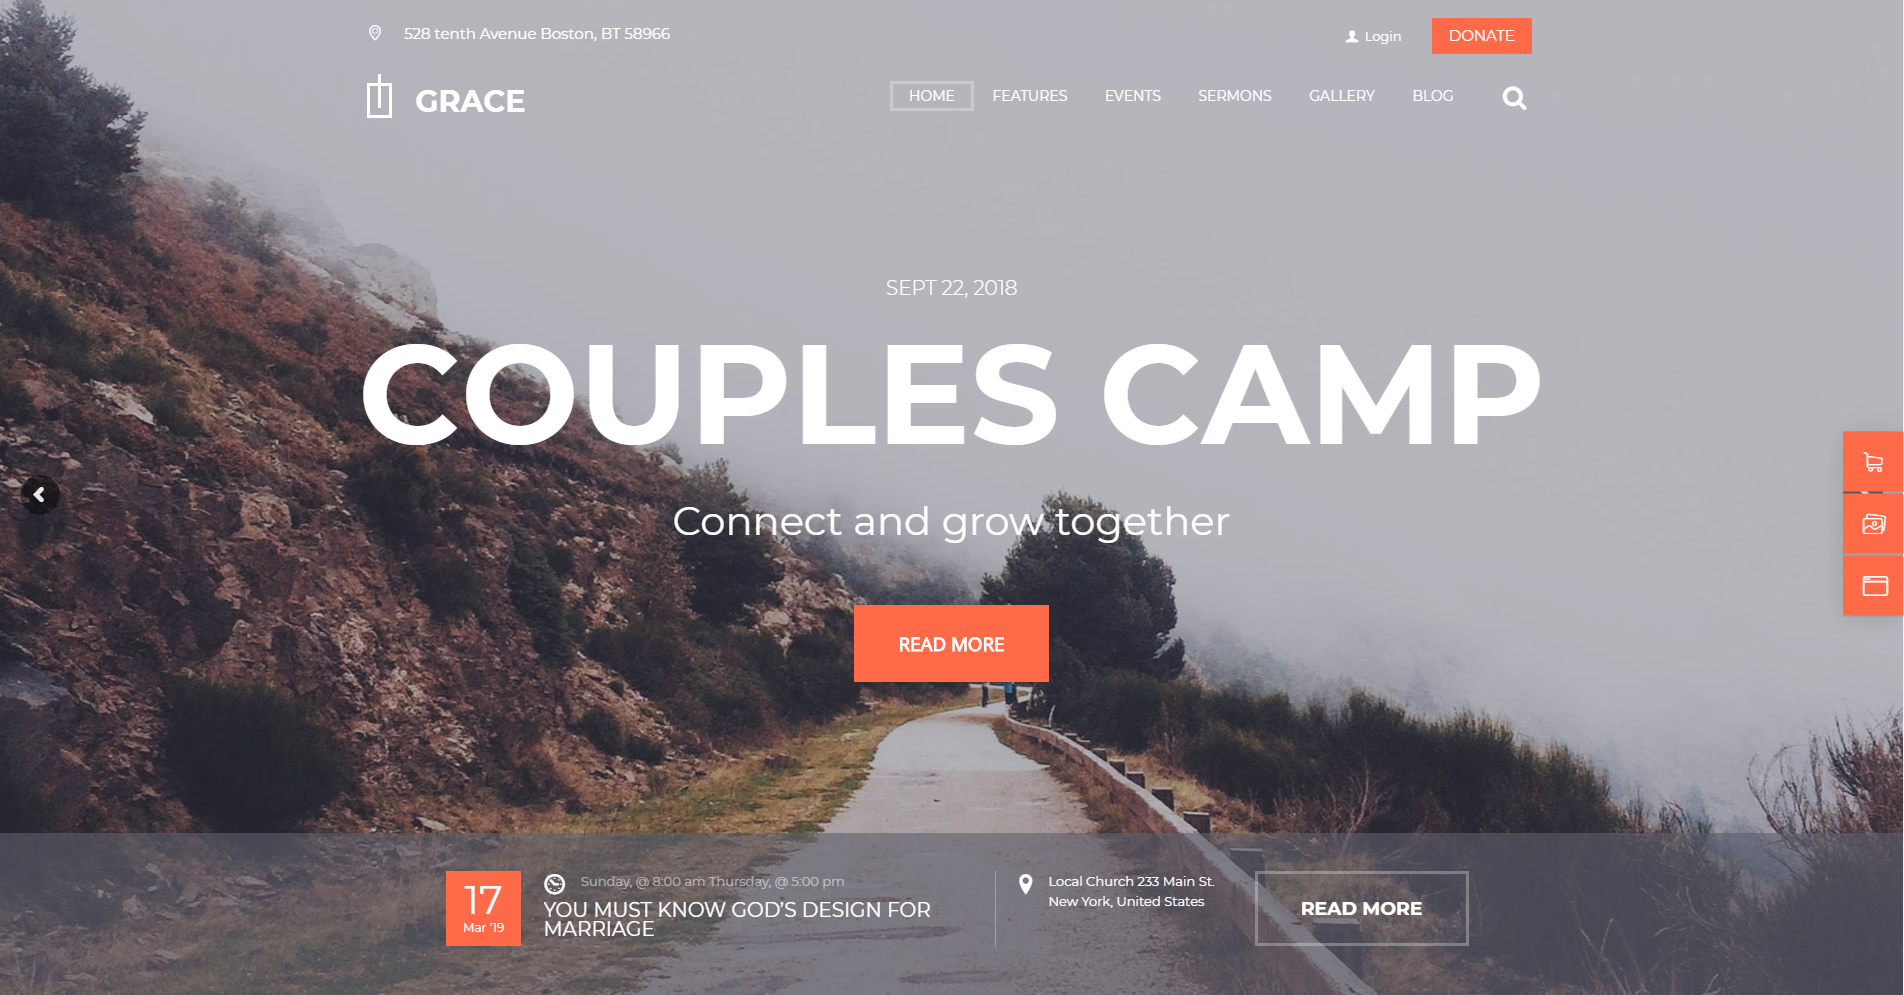 528 tenth Avenue Boston, BT 58966
Login
DONATE
GRACE
HOME
FEATURES
EVENTS
SERMONS
GALLERY
BLOG
SEPT 22, 2018
COUPLES CAMP
Connect and grow together
READ MORE
17
Mar '19
Sunday, @ 8:00 am Thursday, @ 5:00 pm
YOU MUST KNOW GOD'S DESIGN FOR
MARRIAGE
Local Church 233 Main St.
New York, United States
READ MORE